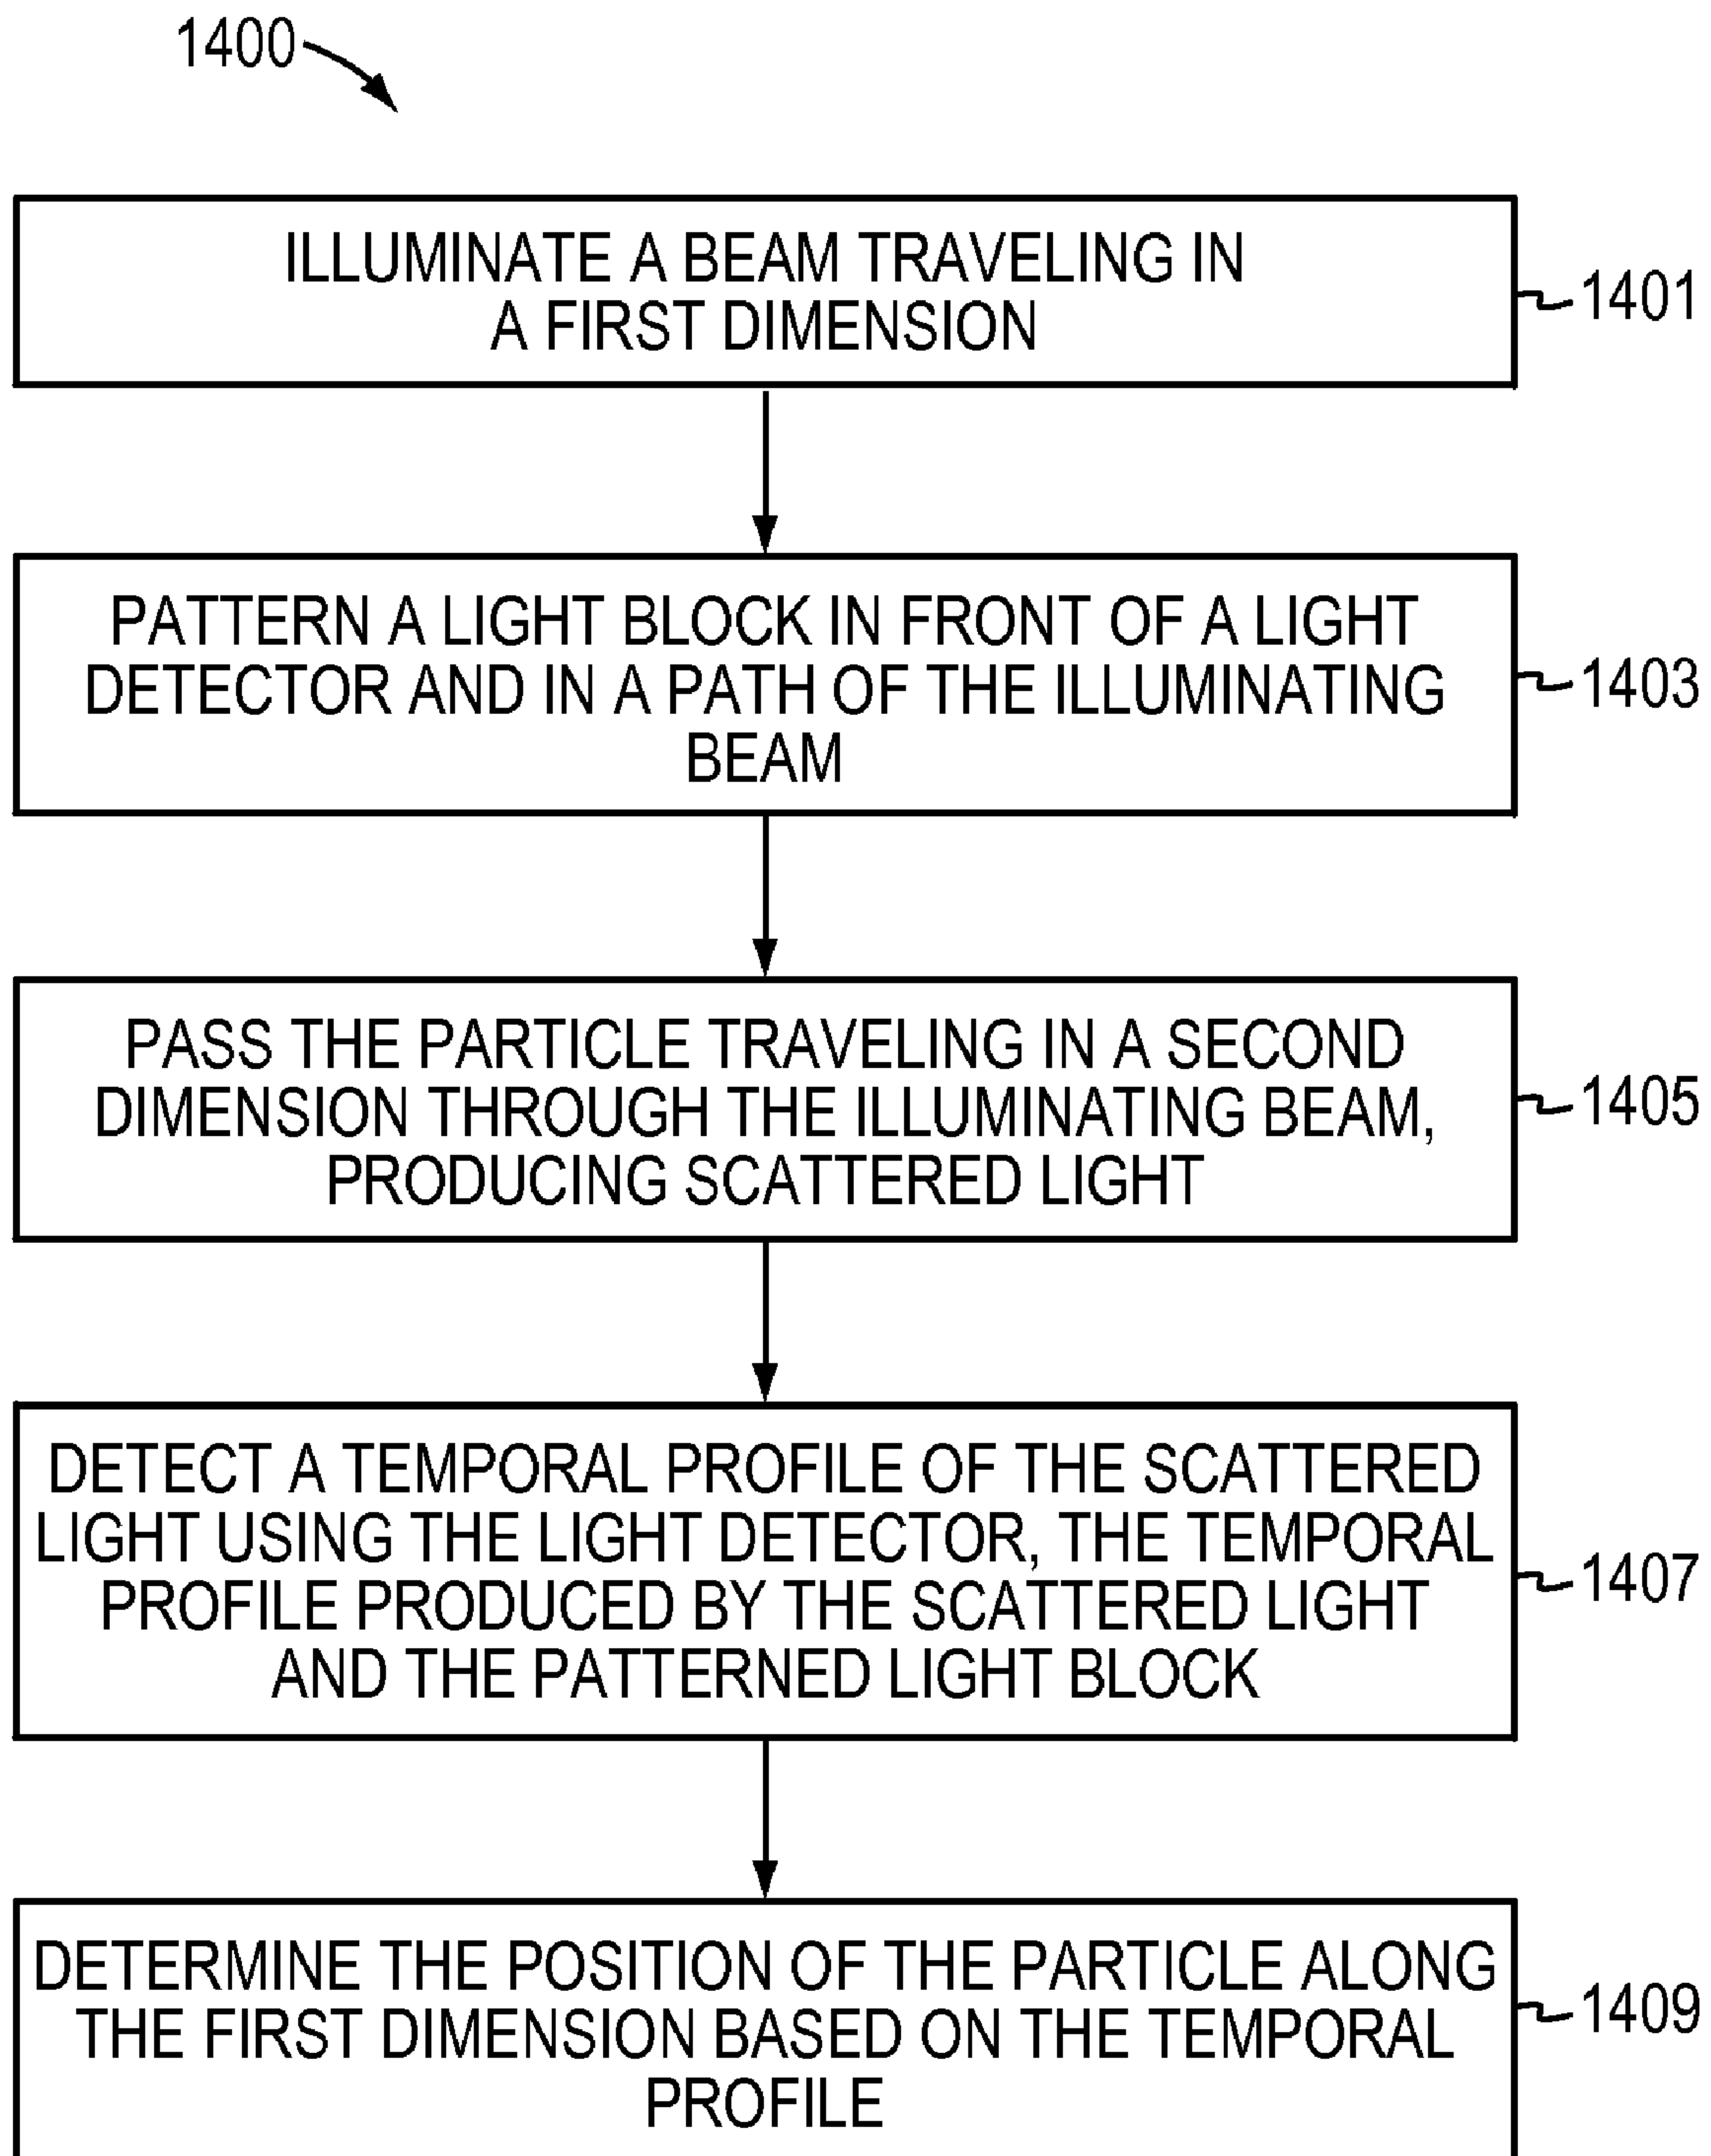 1400
ILLUMINATE A BEAM TRAVELING IN
A FIRST DIMENSION
1401
PATTERN A LIGHT BLOCK IN FRONT OF A LIGHT
DETECTOR AND IN A PATH OF THE ILLUMINATING
BEAM
1403
PASS THE PARTICLE TRAVELING IN A SECOND
DIMENSION THROUGH THE ILLUMINATING BEAM,
PRODUCING SCATTERED LIGHT
1405
DETECT A TEMPORAL PROFILE OF THE SCATTERED
LIGHT USING THE LIGHT DETECTOR, THE TEMPORAL
PROFILE PRODUCED BY THE SCATTERED LIGHT
AND THE PATTERNED LIGHT BLOCK
1407
DETERMINE THE POSITION OF THE PARTICLE ALONG
THE FIRST DIMENSION BASED ON THE TEMPORAL
PROFILE
1409